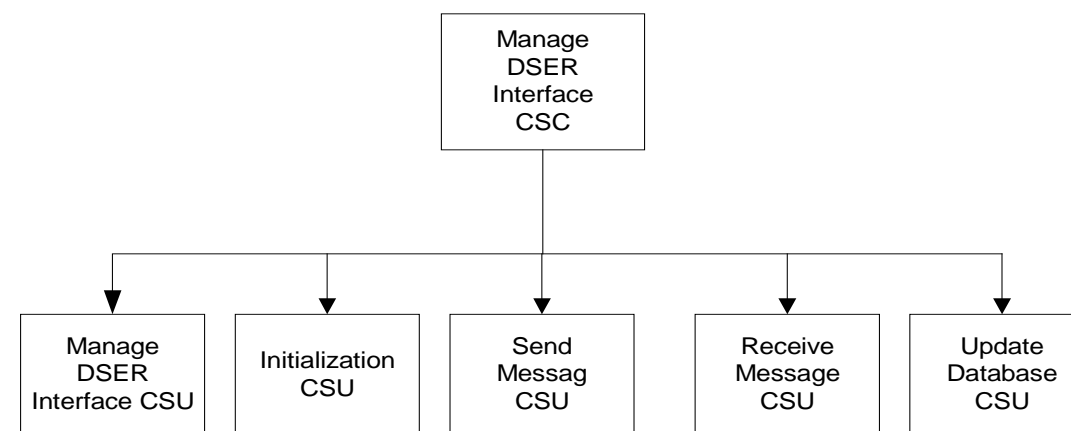 Manage
DSER
Interface
CSC
Manage
DSER
Interface CSU
Initialization
CSU
Send
Messag
CSU
Receive
Message
CSU
Update
Database
CSU